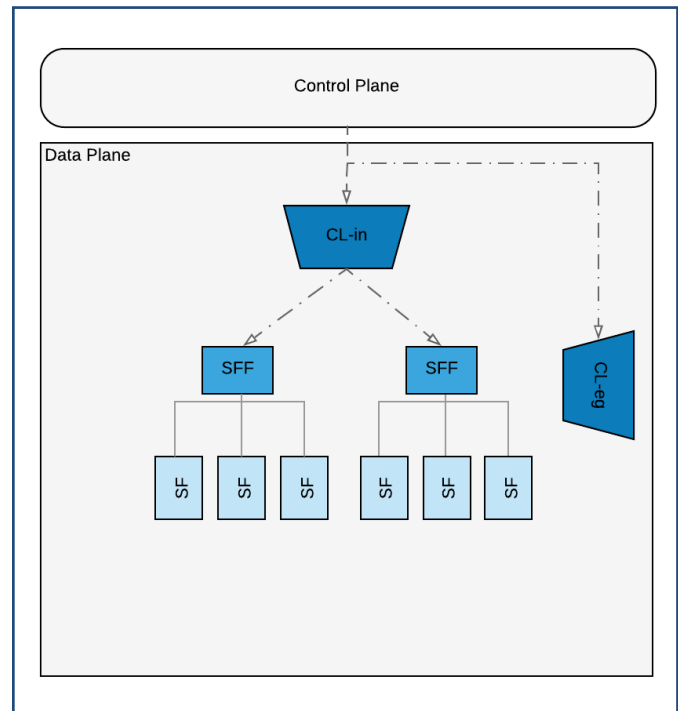 Control Plane
Data Plane
CL-in
SFF
SFF
CL-eg
SF
SF
SF
SF
SF
SF